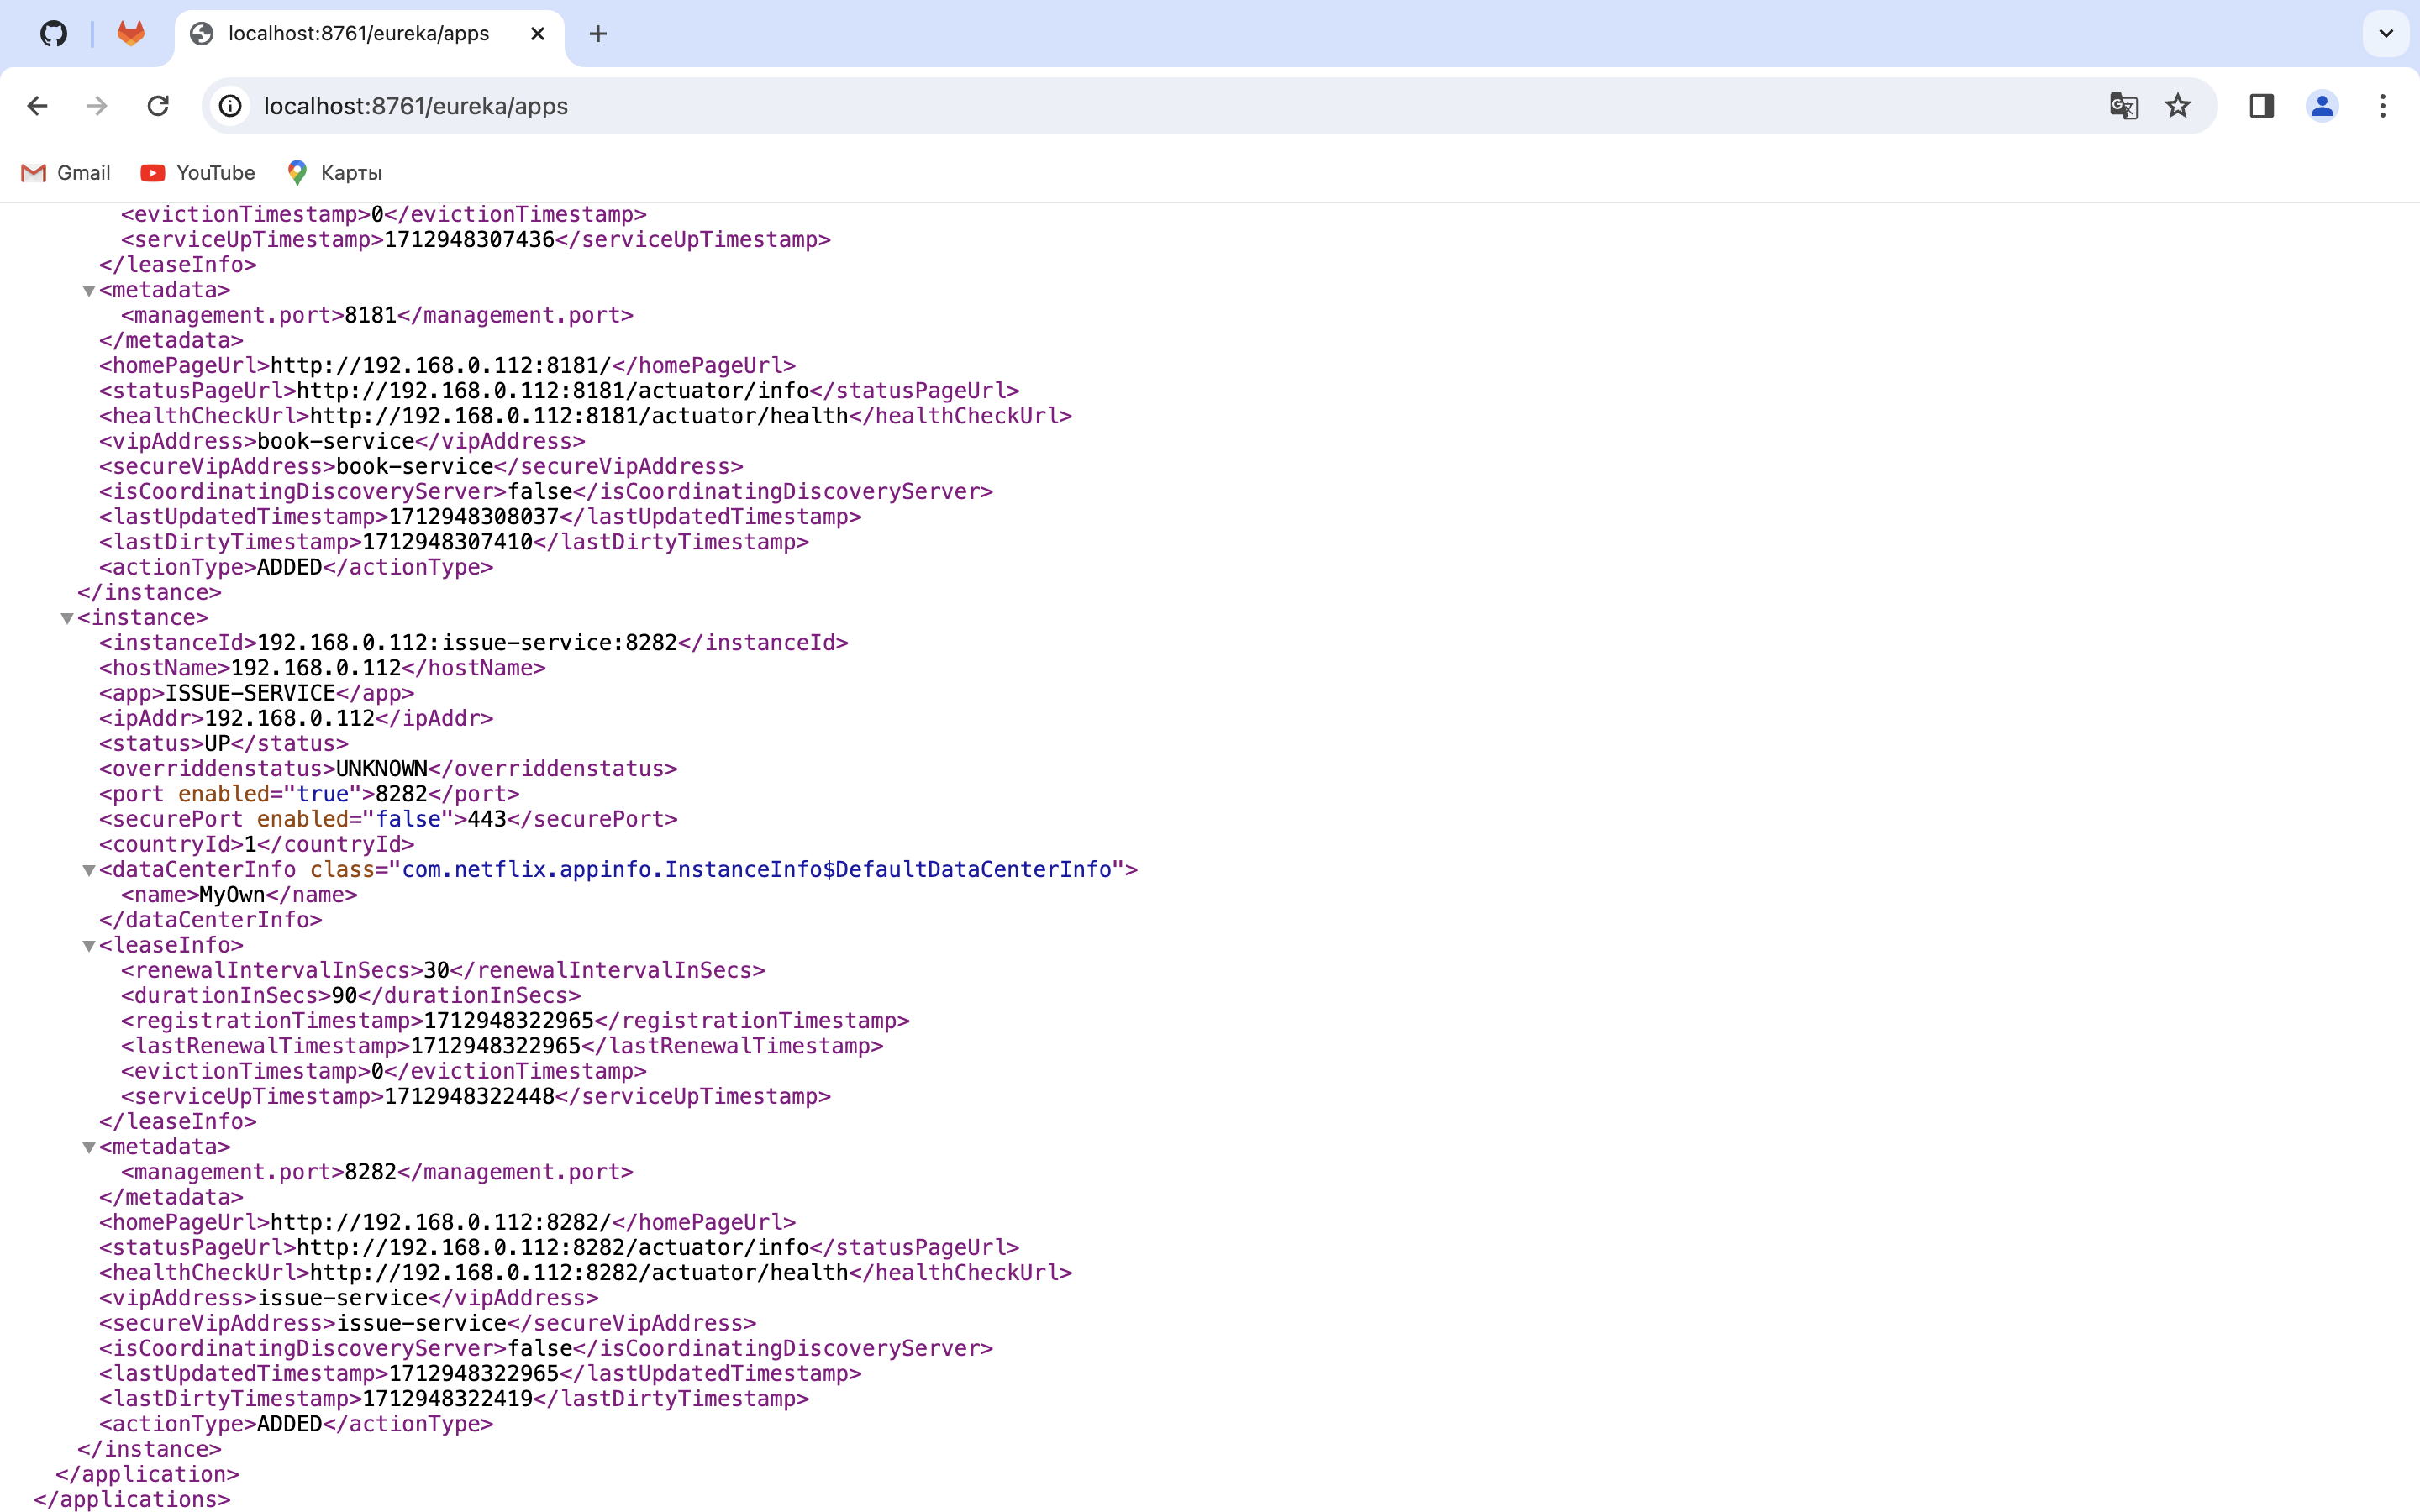 localhost:8761/eureka/apps
localhost:8761/eureka/apps
Gmail YouTube Карты
<evictionTimestamp>0</evictionTimestamp>
<serviceUpTimestamp>1712948307436</serviceUpTimestamp>
</leaseInfo>
<metadata>
<management.port>8181</management.port>
</metadata>
<homePageUrl>http://192.168.0.112:8181/</homePageUrl>
<statusPageUrl>http://192.168.0.112:8181/actuator/info</statusPageUrl>
<healthCheckUrl>http://192.168.0.112:8181/actuator/health</healthCheckUrl>
<vipAddress>book-service</vipAddress>
<secureVipAddress>book-service</secureVipAddress>
<isCoordinatingDiscoveryServer>false</isCoordinatingDiscoveryServer>
<lastUpdatedTimestamp>1712948308037</lastUpdatedTimestamp>
<lastDirtyTimestamp>1712948307410</lastDirtyTimestamp>
<actionType>ADDED</actionType>
</instance>
<instance>
<instanceId>192.168.0.112:issue-service:8282</instanceId>
<hostName>192.168.0.112</hostName>
<app>ISSUE-SERVICE</app>
<ipAddr>192.168.0.112</ipAddr>
<status>UP</status>
<overriddenstatus>UNKNOWN</overriddenstatus>
<port enabled="true">8282</port>
<securePort enabled="false">443</securePort>
<countryId>1</countryId>
<dataCenterInfo class="com.netflix.appinfo.InstanceInfo$DefaultDataCenterInfo">
<name>MyOwn</name>
</dataCenterInfo>
<leaseInfo>
<renewalIntervalInSecs>30</renewalIntervalInSecs>
<durationInSecs>90</durationInSecs>
<registrationTimestamp>1712948322965</registrationTimestamp>
<lastRenewalTimestamp>1712948322965</lastRenewalTimestamp>
<evictionTimestamp>0</evictionTimestamp>
<serviceUpTimestamp>1712948322448</serviceUpTimestamp>
</leaseInfo>
<metadata>
<management.port>8282</management.port>
</metadata>
<homePageUrl>http://192.168.0.112:8282/</homePageUrl>
<statusPageUrl>http://192.168.0.112:8282/actuator/info</statusPageUrl>
<healthCheckUrl>http://192.168.0.112:8282/actuator/health</healthCheckUrl>
<vipAddress>issue-service</vipAddress>
<secureVipAddress>issue-service</secureVipAddress>
<isCoordinatingDiscoveryServer>false</isCoordinatingDiscoveryServer>
<lastUpdatedTimestamp>1712948322965</lastUpdatedTimestamp>
<lastDirtyTimestamp>1712948322419</lastDirtyTimestamp>
<actionType>ADDED</actionType>
</instance>
</application>
</applications>